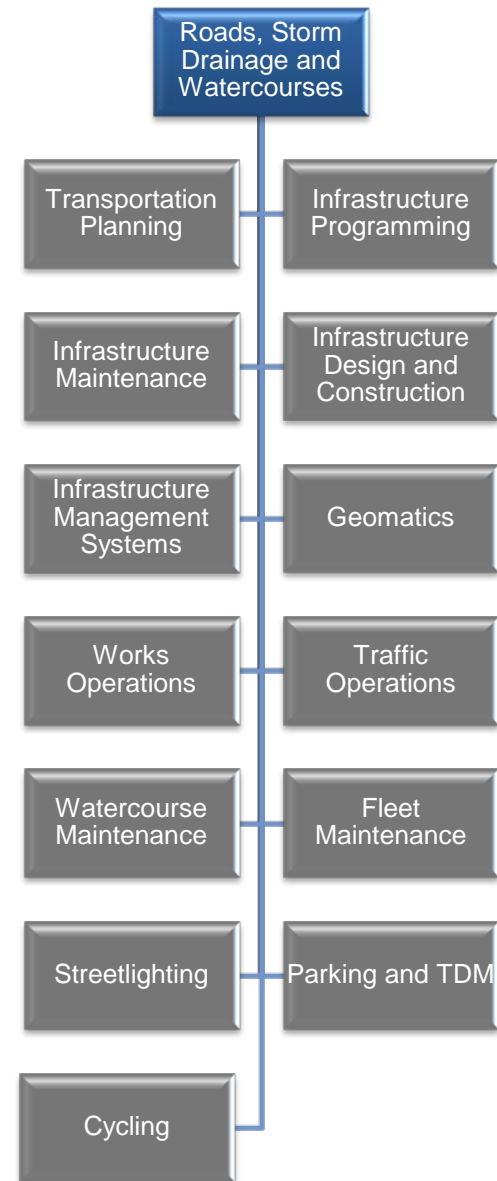 Roads, Storm
Drainage and
Watercourses
Transportation
Planning
Infrastructure
Programming
Infrastructure
Maintenance
Infrastructure
Design and
Construction
Infrastructure
Management
Systems
Geomatics
Works
Operations
Traffic
Operations
Watercourse
Maintenance
Fleet
Maintenance
Streetlighting
Parking and TDM
Cycling